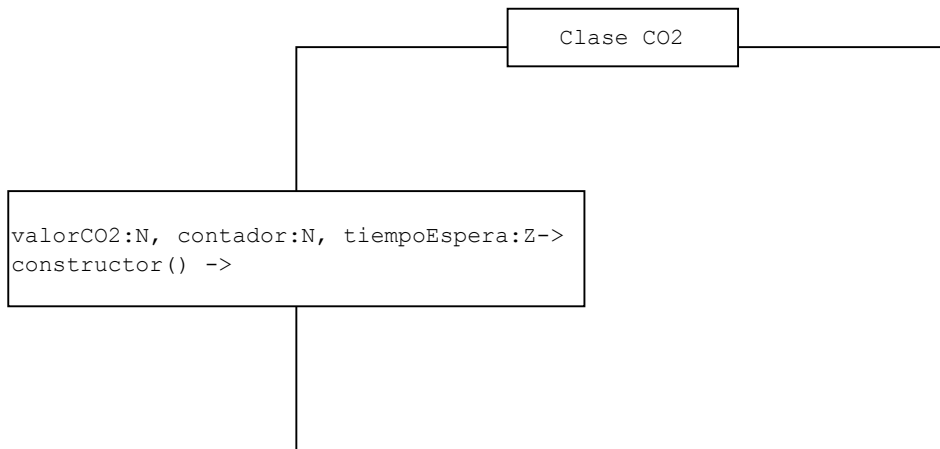 Clase CO2
valorCO2:N, contador:N, tiempoEspera:Z->
constructor() ->